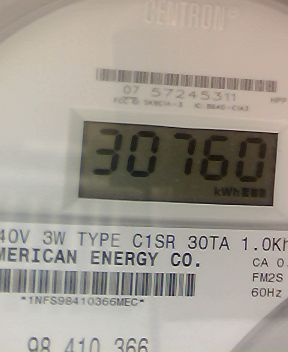 CENTRON®
07 57245311
30760
kWh
40V 3W TYPE C1SR 30TA 1.0Kh
MERICAN ENERGY CO.
CA 0.
FM2S
*1NFS98410366MEC*
60Hz
98 410 366